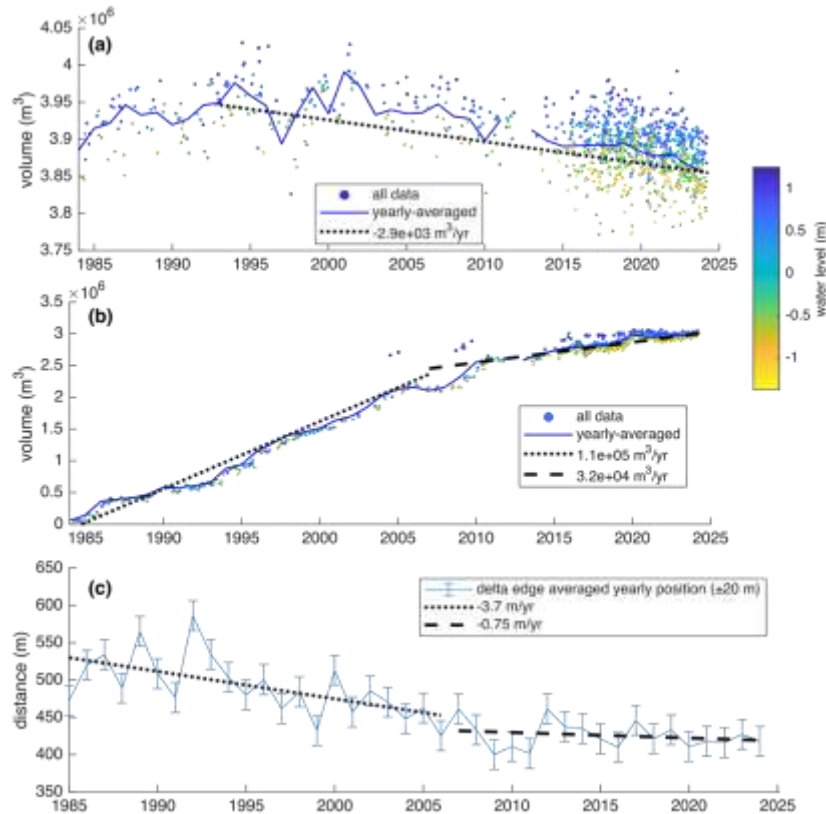 ×10⁶
4.05
(a)
4
3.95
3.9
3.85
3.8
3.75
volume (m³)
all data
yearly-averaged
-2.9e+03 m³/yr
1985 1990 1995 2000 2005 2010 2015 2020 2025
1
0.5
0
-0.5
-1
water level (m)
×10⁶
3.5
(b)
3
2.5
2
1.5
1
0.5
0
volume (m³)
all data
yearly-averaged
1.1e+05 m³/yr
3.2e+04 m³/yr
1985 1990 1995 2000 2005 2010 2015 2020 2025
650
(c)
600
550
500
450
400
350
distance (m)
delta edge averaged yearly position (±20 m)
-3.7 m/yr
-0.75 m/yr
1985 1990 1995 2000 2005 2010 2015 2020 2025